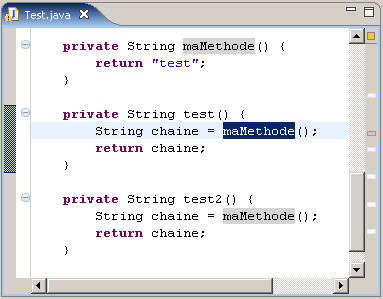 Test.java
private String maMethode() {
return "test";
}
private String test() {
String chaine = maMethode();
return chaine;
}
private String test2() {
String chaine = maMethode();
return chaine;
}